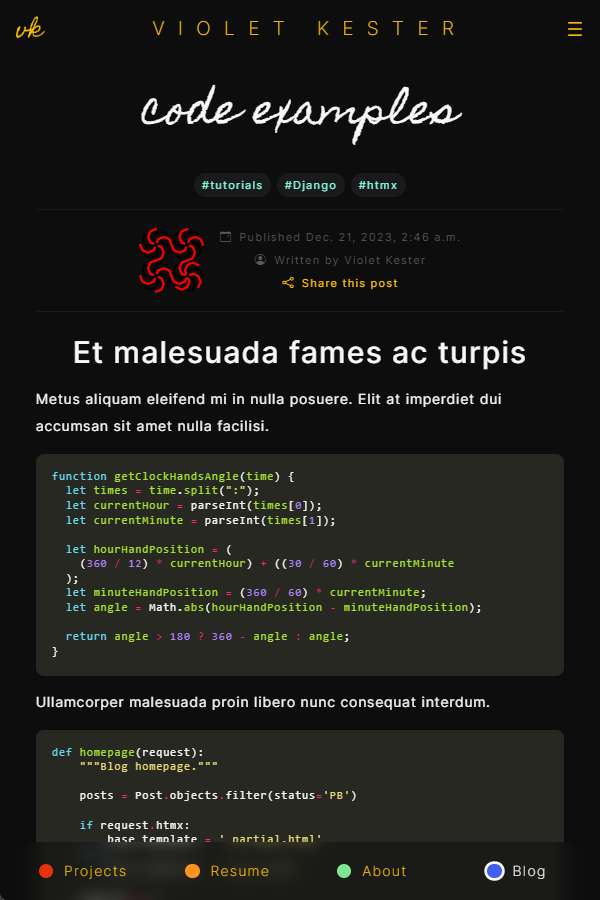 vk
VIOLET KESTER
code examples
#tutorials #Django #htmx
Published Dec. 21, 2023, 2:46 a.m.
Written by Violet Kester
Share this post
Et malesuada fames ac turpis
Metus aliquam eleifend mi in nulla posuere. Elit at imperdiet dui
accumsan sit amet nulla facilisi.
function getClockHandsAngle(time) {
  let times = time.split(":");
  let currentHour = parseInt(times[0]);
  let currentMinute = parseInt(times[1]);
  let hourHandPosition = (
    (360 / 12) * currentHour) + ((30 / 60) * currentMinute
  );
  let minuteHandPosition = (360 / 60) * currentMinute;
  let angle = Math.abs(hourHandPosition - minuteHandPosition);
  return angle > 180 ? 360 - angle : angle;
}
Ullamcorper malesuada proin libero nunc consequat interdum.
def homepage(request):
    """Blog homepage."""
    posts = Post.objects.filter(status='PB')
    if request.htmx:
        base_template = '_partial.html'
Projects Resume About Blog